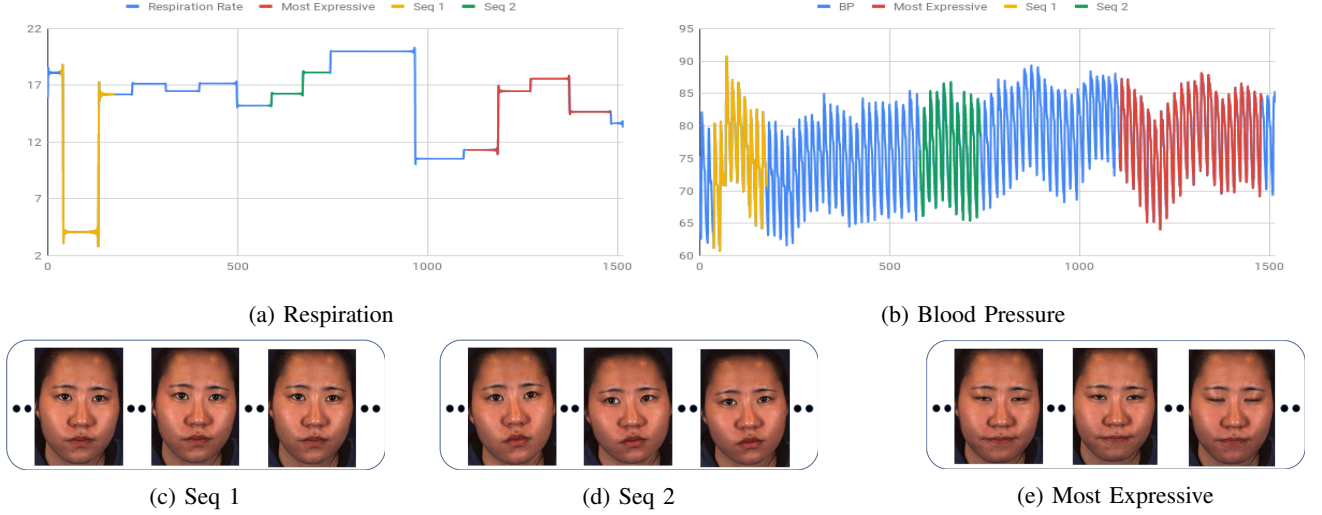 Respiration Rate Most Expressive Seq 1 Seq 2
22
17
12
7
2
0 500 1000 1500
BP Most Expressive Seq 1 Seq 2
95
90
85
80
75
70
65
60
0 500 1000 1500
(a) Respiration
(b) Blood Pressure
(c) Seq 1
(d) Seq 2
(e) Most Expressive